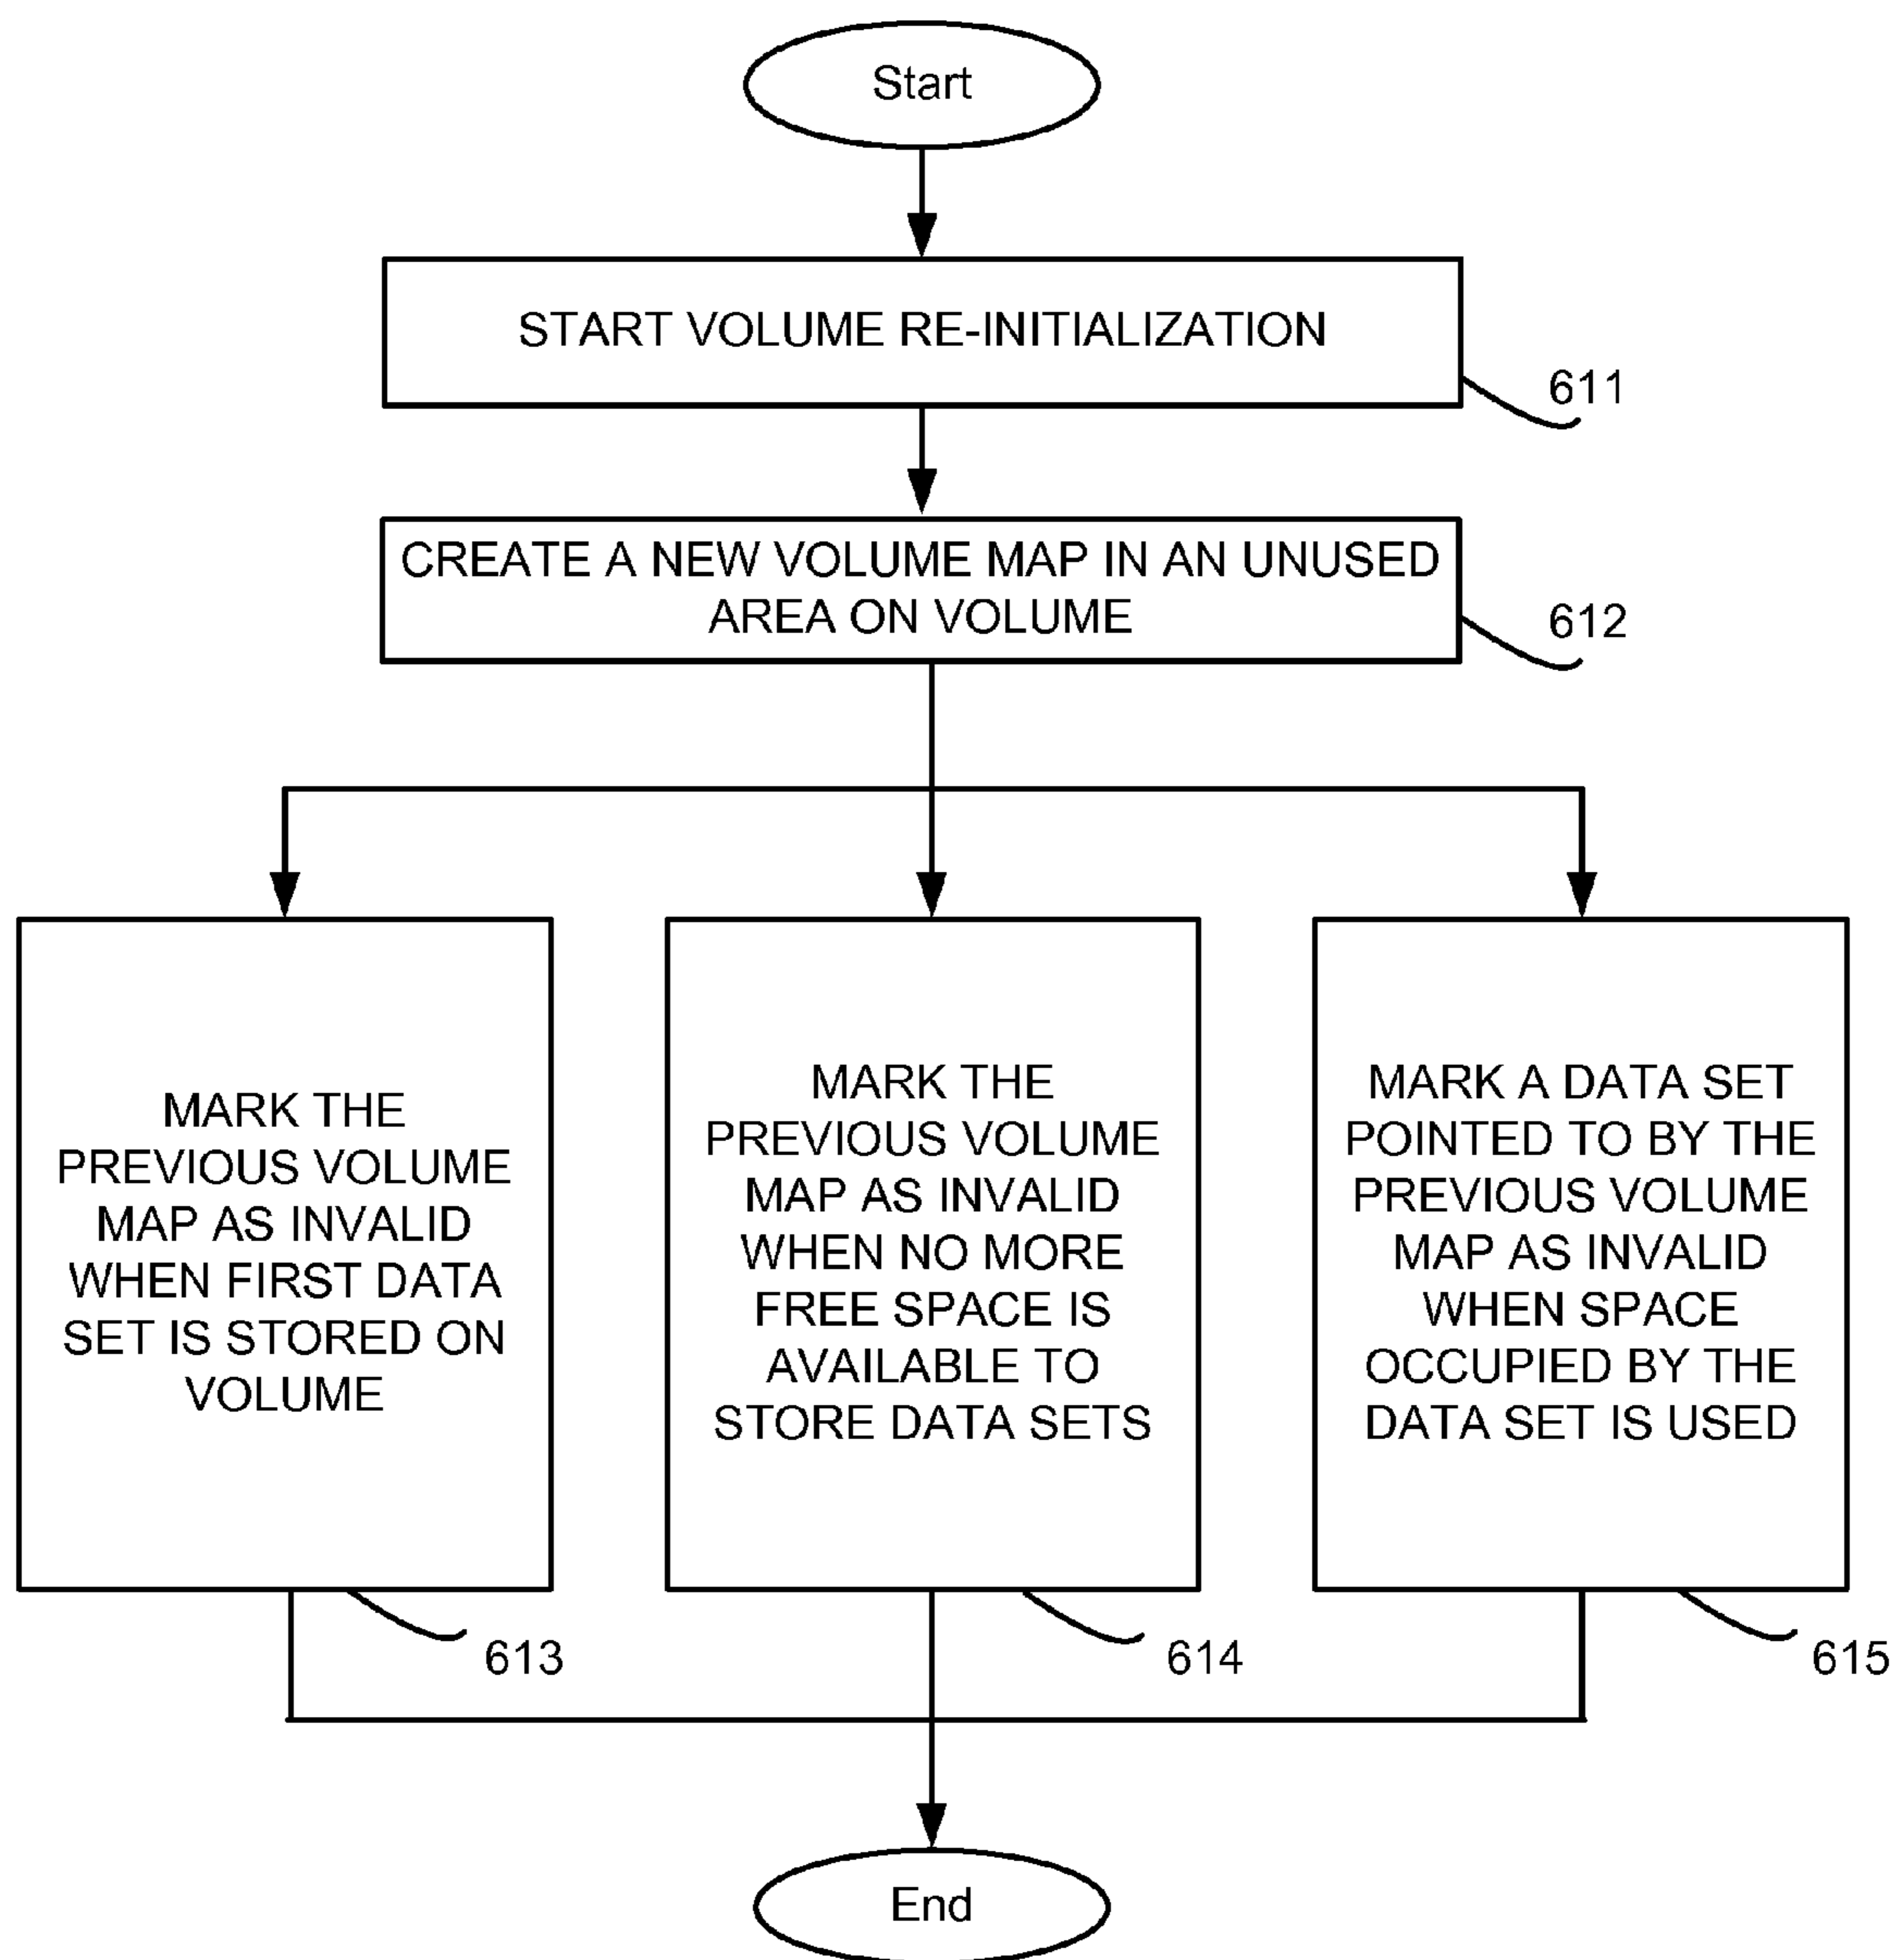 Start
START VOLUME RE-INITIALIZATION
611
CREATE A NEW VOLUME MAP IN AN UNUSED
AREA ON VOLUME
612
MARK THE
PREVIOUS VOLUME
MAP AS INVALID
WHEN FIRST DATA
SET IS STORED ON
VOLUME
613
MARK THE
PREVIOUS VOLUME
MAP AS INVALID
WHEN NO MORE
FREE SPACE IS
AVAILABLE TO
STORE DATA SETS
614
MARK A DATA SET
POINTED TO BY THE
PREVIOUS VOLUME
MAP AS INVALID
WHEN SPACE
OCCUPIED BY THE
DATA SET IS USED
615
End